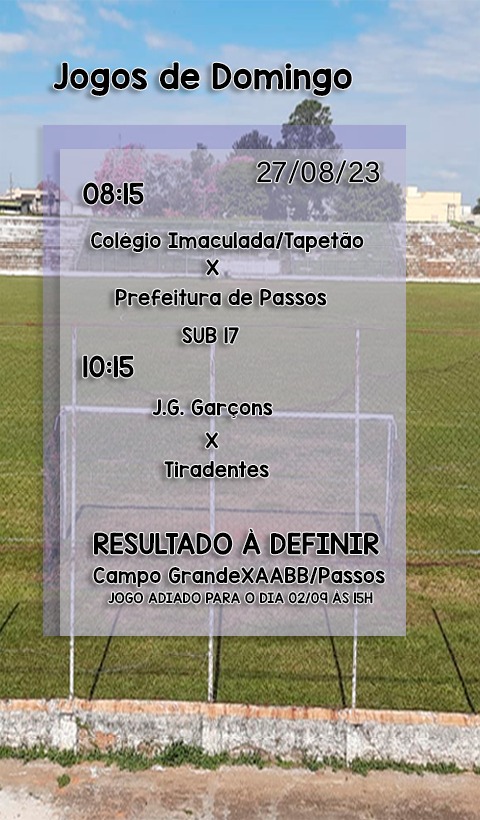 Jogos de Domingo
27/08/23
08:15
Colégio Imaculada/Tapetão
X
Prefeitura de Passos
SUB 17
10:15
J.G. Garçons
X
Tiradentes
RESULTADO À DEFINIR
Campo GrandeXAABB/Passos
JOGO ADIADO PARA O DIA 02/09 ÀS 15H